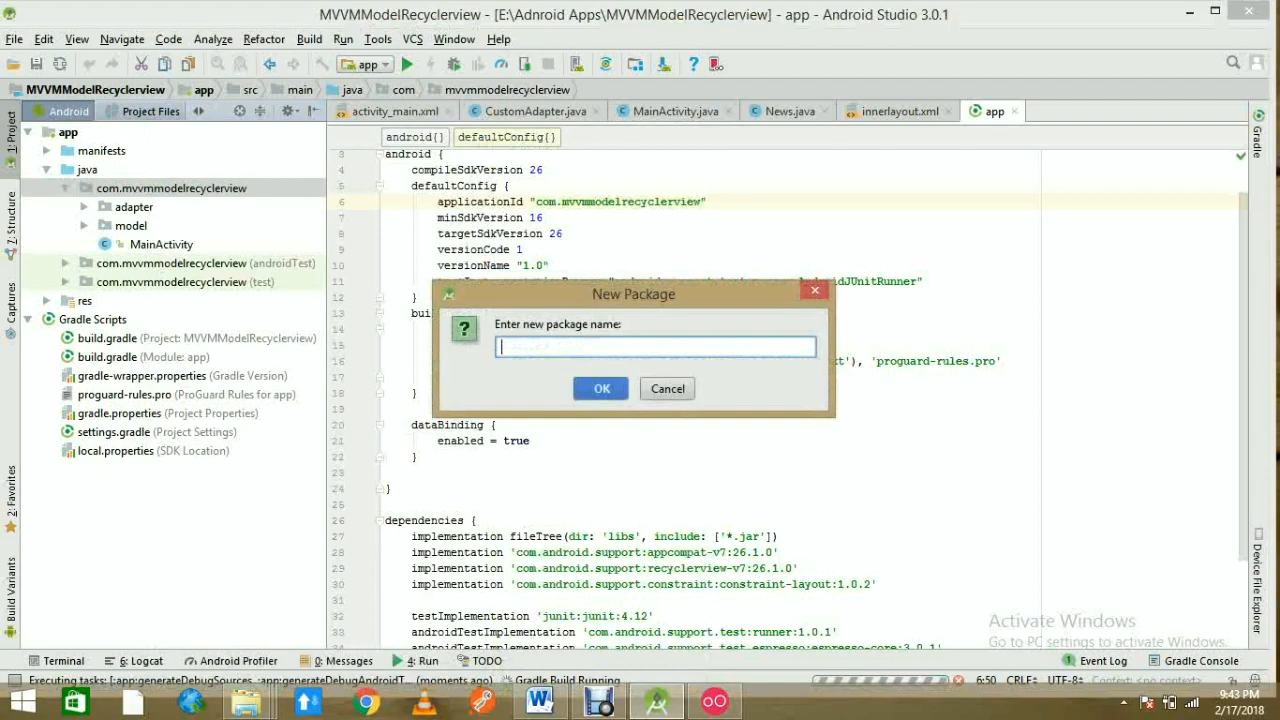 MVVMModelRecyclerview - [E:\Adnroid Apps\MVVMModelRecyclerview] - app - Android Studio 3.0.1
File Edit View Navigate Code Analyze Refactor Build Run Tools VCS Window Help
app
MVVMModelRecyclerview app src main java com mvvmmodelrecyclerview
Android Project Files
activity_main.xml CustomAdapter.java MainActivity.java News.java innerlayout.xml app
android{} defaultConfig{}
1: Project
7: Structure
Captures
2: Favorites
Build Variants
app
manifests
java
com.mvvmmodelrecyclerview
adapter
model
MainActivity
com.mvvmmodelrecyclerview (androidTest)
com.mvvmmodelrecyclerview (test)
res
Gradle Scripts
build.gradle (Project: MVVMModelRecyclerview)
build.gradle (Module: app)
gradle-wrapper.properties (Gradle Version)
proguard-rules.pro (ProGuard Rules for app)
gradle.properties (Project Properties)
settings.gradle (Project Settings)
local.properties (SDK Location)
3 android {
4 compileSdkVersion 26
5 defaultConfig {
6 applicationId "com.mvvmmodelrecyclerview"
7 minSdkVersion 16
8 targetSdkVersion 26
9 versionCode 1
10 versionName "1.0"
11
12 }
13
14
16 'proguard-rules.pro'
17
18 }
19
20 dataBinding {
21 enabled = true
22 }
23
24 }
25
26 dependencies {
27 implementation fileTree(dir: 'libs', include: ['*.jar'])
28 implementation 'com.android.support:appcompat-v7:26.1.0'
29 implementation 'com.android.support:recyclerview-v7:26.1.0'
30 implementation 'com.android.support.constraint:constraint-layout:1.0.2'
31
32 testImplementation 'junit:junit:4.12'
33 androidTestImplementation 'com.android.support.test:runner:1.0.1'
New Package
Enter new package name:
OK Cancel
Gradle
Device File Explorer
Activate Windows
Go to PC settings to activate Windows.
Terminal 6: Logcat Android Profiler 0: Messages 4: Run TODO Event Log Gradle Console
Executing tasks: [:app:generateDebugSources, :app:generateDebugAndroidT... (moments ago) Gradle Build Running 6:50 CRLF÷ UTF-8÷ Context: <no context>
9:43 PM
2/17/2018